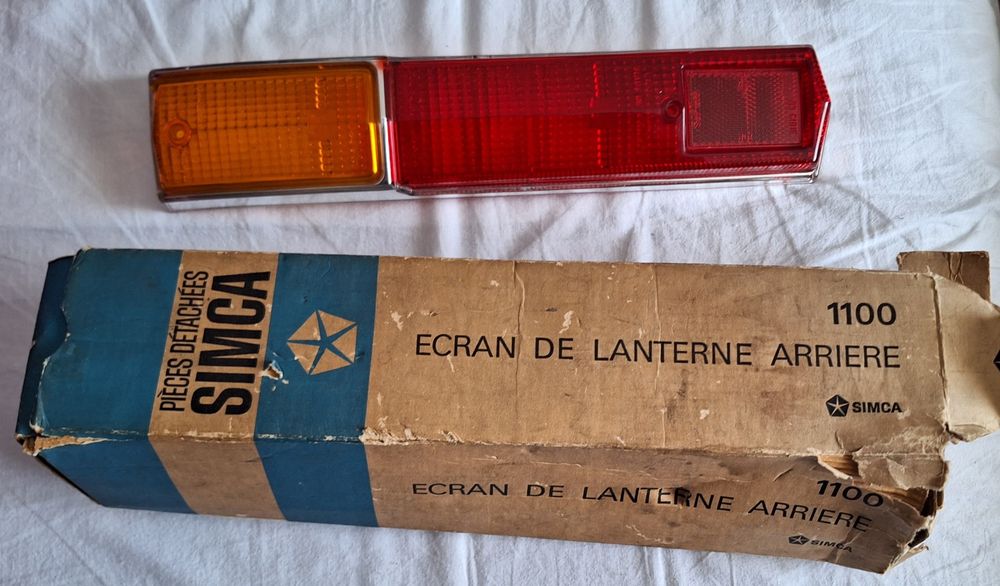 PIÈCES DÉTACHÉES
SIMCA
1100
ECRAN DE LANTERNE ARRIERE
SIMCA
1100
ECRAN DE LANTERNE ARRIERE
SIMCA